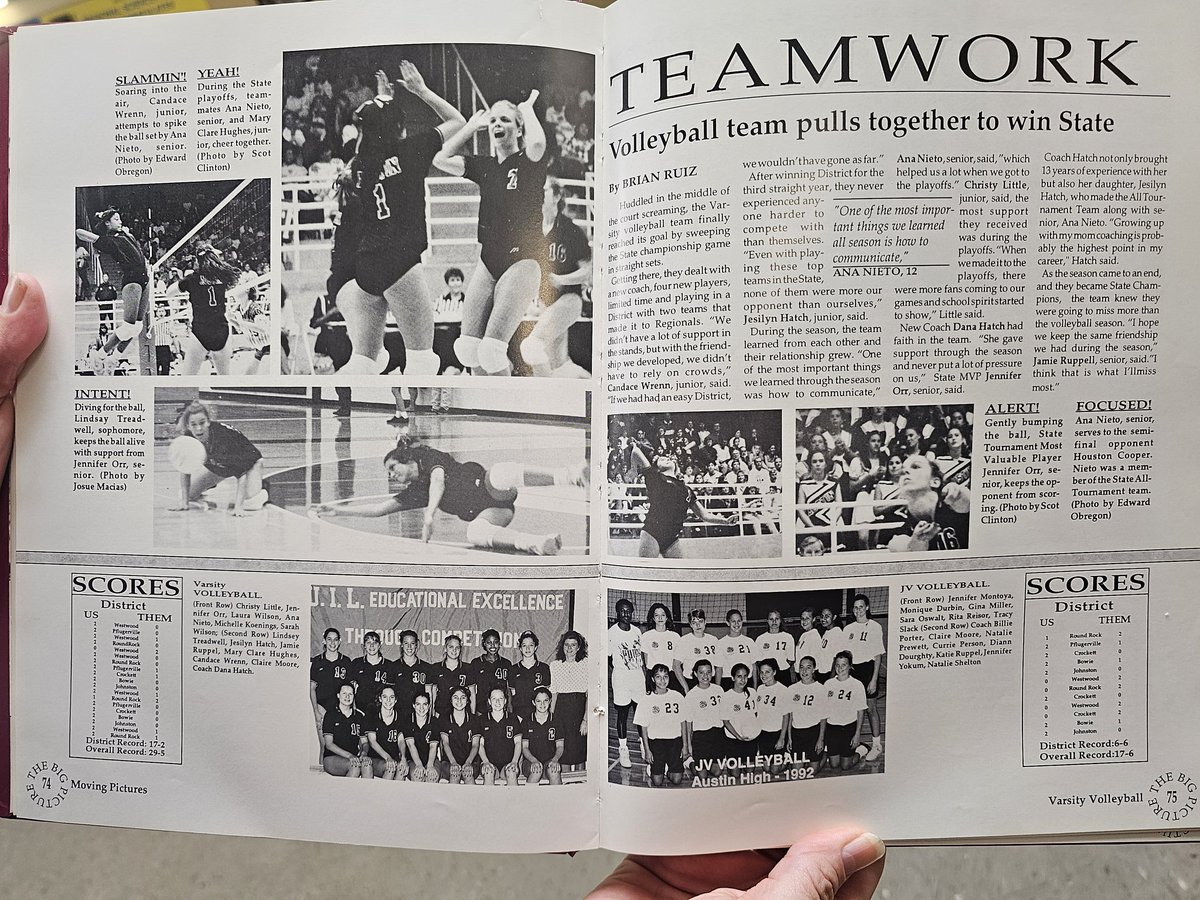 SLAMMIN'!
Soaring into the
air, Candace
Wrenn, junior,
attempts to spike
the ball set by Ana
Nieto, senior.
(Photo by Edward
Obregon)
YEAH!
During the State
playoffs, team-
mates Ana Nieto,
senior, and Mary
Clare Hughes, jun-
ior, cheer together.
(Photo by Scot
Clinton)
INTENT!
Diving for the ball,
Lindsay Tread
well, sophomore,
keeps the ball alive
with support from
Jennifer Orr, se-
nior. (Photo by
Josue Macias)
TEAMWORK
Volleyball team pulls together to win State
By BRIAN RUIZ
Huddled in the middle of
the court screaming, the Var-
sity volleyball team finally
reached its goal by sweeping
the State championship game
in straight sets.
Getting there, they dealt with
a new coach, four new players,
limited time and playing in a
District with two teams that
made it to Regionals. "We
didn't have a lot of support in
the stands, but with the friend-
ship we developed, we didn't
have to rely on crowds,"
Candace Wrenn, junior, said.
"If we had had an easy District,
we wouldn't have gone as far."
After winning District for the
third straight year, they never
experienced any-
one harder to
compete with
than themselves.
"Even with play-
ing these top
teams in the State,
none of them were more our
opponent than ourselves,"
Jesilyn Hatch, junior, said.
During the season, the team
learned from each other and
their relationship grew. "One
of the most important things
we learned through the season
was how to communicate,"
"One of the most impor-
tant things we learned
all season is how to
communicate,"
ANA NIETO, 12
Ana Nieto, senior, said, "which
helped us a lot when we got to
the playoffs." Christy Little,
junior, said, the
most support
they received
was during the
playoffs. "When
we made it to the
playoffs, there
were more fans coming to our
games and school spirit started
to show," Little said.
New Coach Dana Hatch had
faith in the team. "She gave
support through the season
and never put a lot of pressure
on us," State MVP Jennifer
Orr, senior, said.
Coach Hatch not only brought
13 years of experience with her
but also her daughter, Jesilyn
Hatch, who made the All Tour-
nament Team along with se-
nior, Ana Nieto. "Growing up
with my mom coaching is prob-
ably the highest point in my
career," Hatch said.
As the season came to an end,
and they became State Cham-
pions, the team knew they
were going to miss more than
the volleyball season. "I hope
we keep the same friendship
we had during the season,"
Jamie Ruppel, senior, said. "I
think that is what I'll miss
most."
ALERT!
Gently bumping
the ball, State
Tournament Most
Valuable Player
Jennifer Orr, se-
nior, keeps the op-
ponent from scor-
ing. (Photo by Scot
Clinton)
FOCUSED!
Ana Nieto, senior,
serves to the semi-
final opponent
Houston Cooper.
Nieto was a mem-
ber of the State All-
Tournament team.
(Photo by Edward
Obregon)
SCORES
District
US THEM
Westwood
Pflugerville
Westwood
Round Rock
Pflugerville
Crockett
Bowie
Johnston
Westwood
Round Rock
District Record: 17-2
Overall Record: 29-5
Varsity
VOLLEYBALL.
(Front Row) Christy Little, Jen-
nifer Orr, Laura Wilson, Ana
Nieto, Michelle Koenings, Sarah
Wilson; (Second Row) Lindsey
Treadwell, Jesilyn Hatch, Jamie
Ruppel, Mary Clare Hughes,
Candace Wrenn, Claire Moore,
Coach Dana Hatch.
U.I.L. EDUCATIONAL EXCELLENCE
THROUGH COMPETITION
JV VOLLEYBALL
Austin High - 1992
JV VOLLEYBALL.
(Front Row) Jennifer Montoya,
Monique Durbin, Gina Miller,
Sara Oswalt, Rita Reisor, Tracy
Slack (Second Row) Coach Billie
Porter, Claire Moore, Natalie
Prewett, Currie Person, Diann
Doughty, Katie Ruppel, Jennifer
Yokum, Natalie Shelton
SCORES
District
US THEM
1 Round Rock 2
Pflugerville
Crockett
Bowie
Johnston
Westwood
Round Rock
Crockett
Westwood
Crockett
Bowie
Johnston
District Record: 6-6
Overall Record: 17-6
THE BIG PICTURE
74
Moving Pictures
Varsity Volleyball
THE BIG PICTURE
75